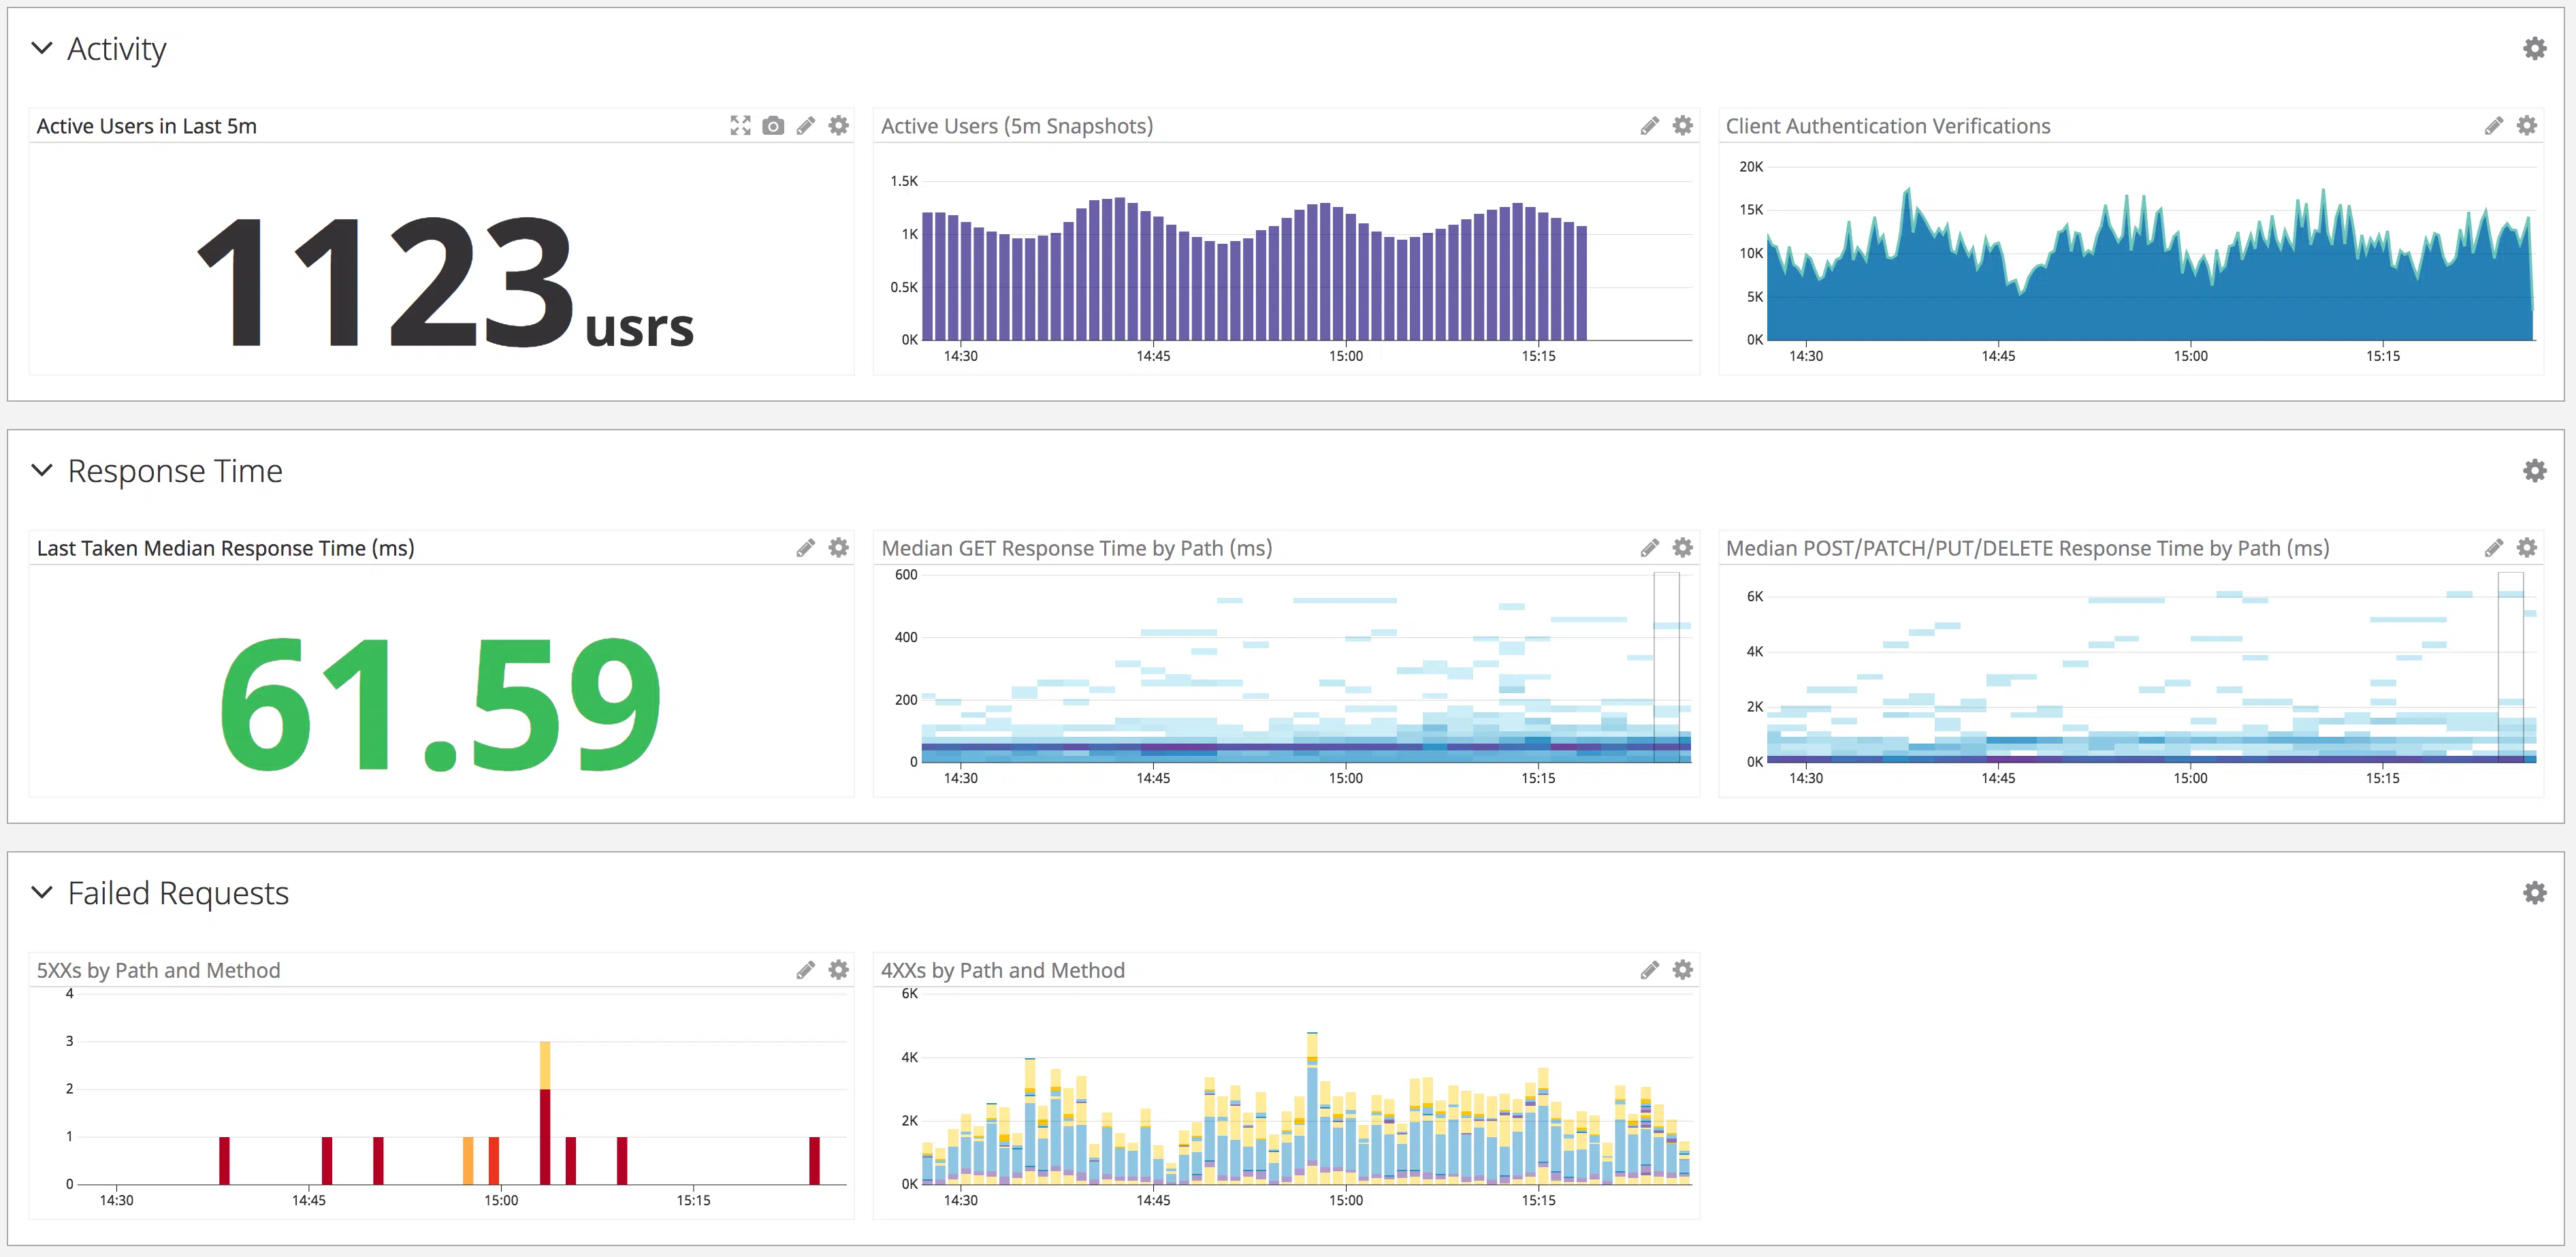 Activity
Active Users in Last 5m
1123 usrs
Active Users (5m Snapshots)
1.5K
1K
0.5K
0K
14:30 14:45 15:00 15:15
Client Authentication Verifications
20K
15K
10K
5K
0K
14:30 14:45 15:00 15:15
Response Time
Last Taken Median Response Time (ms)
61.59
Median GET Response Time by Path (ms)
600
400
200
0
14:30 14:45 15:00 15:15
Median POST/PATCH/PUT/DELETE Response Time by Path (ms)
6K
4K
2K
0K
14:30 14:45 15:00 15:15
Failed Requests
5XXs by Path and Method
4
3
2
1
0
14:30 14:45 15:00 15:15
4XXs by Path and Method
6K
4K
2K
0K
14:30 14:45 15:00 15:15